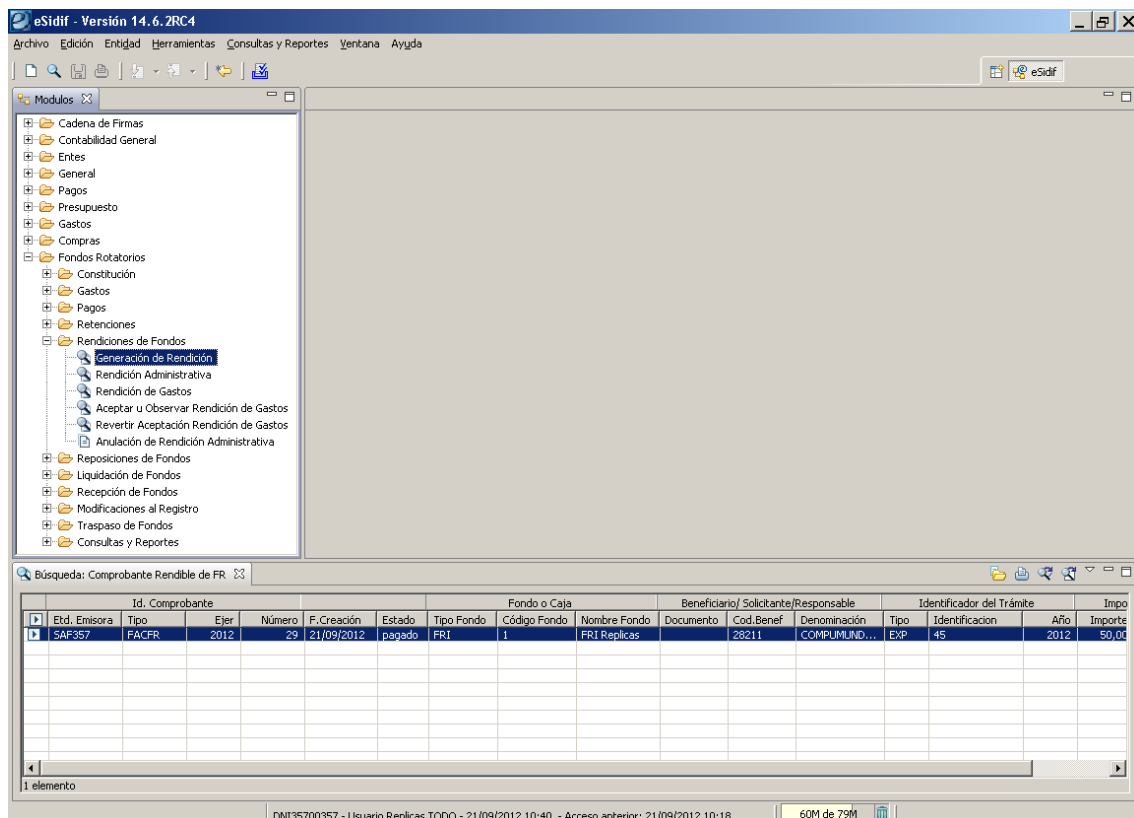 eSidif - Versión 14.6.2RC4
Archivo Edición Entidad Herramientas Consultas y Reportes Ventana Ayuda
eSidif
Modulos
Cadena de Firmas
Contabilidad General
Entes
General
Pagos
Presupuesto
Gastos
Compras
Fondos Rotatorios
Constitución
Gastos
Pagos
Retenciones
Rendiciones de Fondos
Generación de Rendición
Rendición Administrativa
Rendición de Gastos
Aceptar u Observar Rendición de Gastos
Revertir Aceptación Rendición de Gastos
Anulación de Rendición Administrativa
Reposiciones de Fondos
Liquidación de Fondos
Recepción de Fondos
Modificaciones al Registro
Traspaso de Fondos
Consultas y Reportes
Búsqueda: Comprobante Rendible de FR
Id. Comprobante Fondo o Caja Beneficiario/ Solicitante/Responsable Identificador del Trámite Impo
Etd. Emisora Tipo Ejer Número F.Creación Estado Tipo Fondo Código Fondo Nombre Fondo Documento Cod.Benef Denominación Tipo Identificacion Año Importe
SAF357 FACFR 2012 29 21/09/2012 pagado FRI 1 FRI Replicas 28211 COMPUMUND... EXP 45 2012 50,00
1 elemento
DNI35700357 - Usuario Replicas TODO - 21/09/2012 10:40 - Acceso anterior: 21/09/2012 10:18 60M de 79M